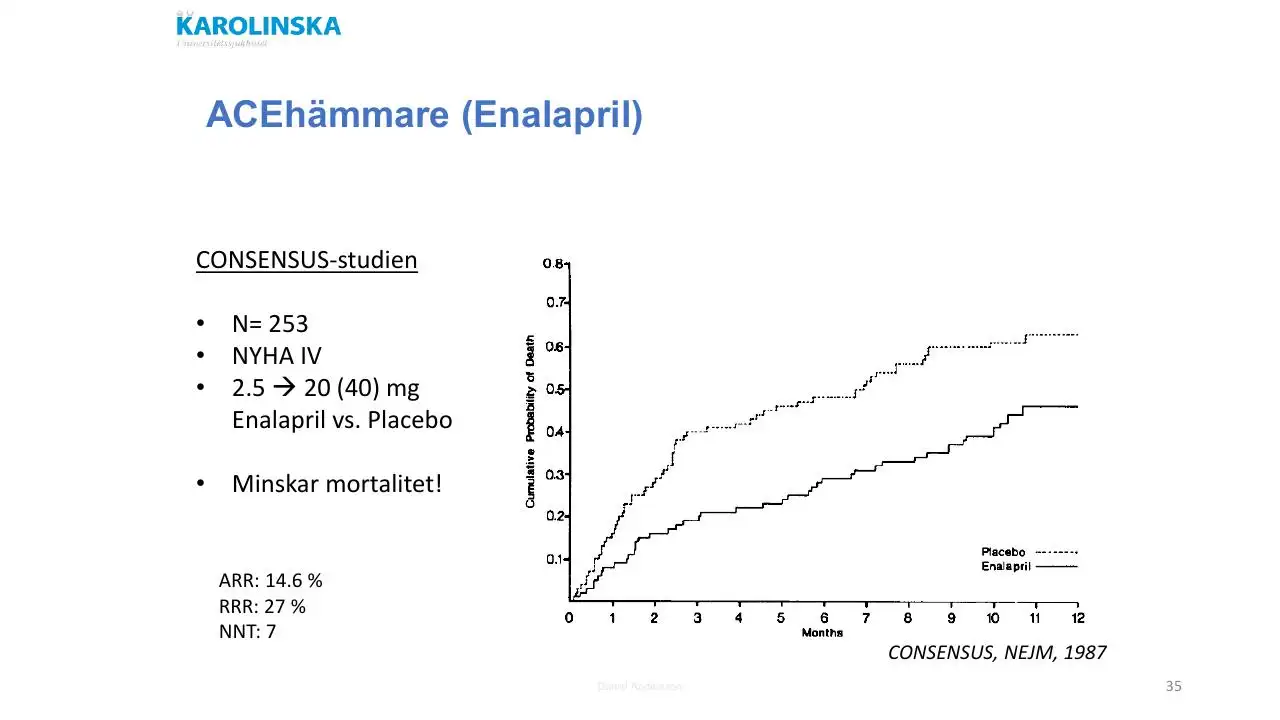 KAROLINSKA
Universitetssjukhuset
ACEhämmare (Enalapril)
CONSENSUS-studien
• N= 253
• NYHA IV
• 2.5 → 20 (40) mg
Enalapril vs. Placebo
• Minskar mortalitet!
ARR: 14.6 %
RRR: 27 %
NNT: 7
Cumulative Probability of Death
0.8
0.7
0.6
0.5
0.4
0.3
0.2
0.1
Placebo
Enalapril
0 1 2 3 4 5 6 7 8 9 10 11 12
Months
CONSENSUS, NEJM, 1987
35